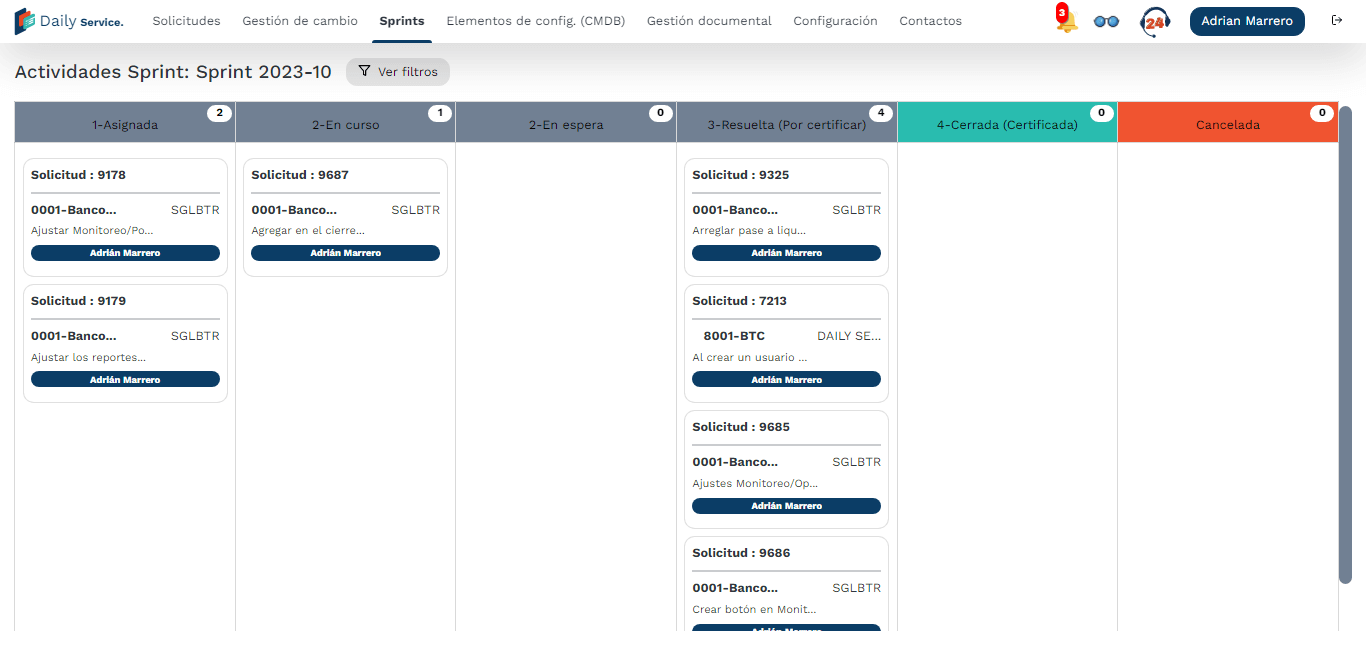 Daily Service.
Solicitudes
Gestión de cambio
Sprints
Elementos de config. (CMDB)
Gestión documental
Configuración
Contactos
3
24
Adrian Marrero
Actividades Sprint: Sprint 2023-10
Ver filtros
1-Asignada
2
2-En curso
1
2-En espera
0
3-Resuelta (Por certificar)
4
4-Cerrada (Certificada)
0
Cancelada
0
Solicitud : 9178
0001-Banco... SGLBTR
Ajustar Monitoreo/Po...
Adrián Marrero
Solicitud : 9179
0001-Banco... SGLBTR
Ajustar los reportes...
Adrián Marrero
Solicitud : 9687
0001-Banco... SGLBTR
Agregar en el cierre...
Adrián Marrero
Solicitud : 9325
0001-Banco... SGLBTR
Arreglar pase a liqu...
Adrián Marrero
Solicitud : 7213
8001-BTC DAILY SE...
Al crear un usuario ...
Adrián Marrero
Solicitud : 9685
0001-Banco... SGLBTR
Ajustes Monitoreo/Op...
Adrián Marrero
Solicitud : 9686
0001-Banco... SGLBTR
Crear botón en Monit...
Adrián Marrero